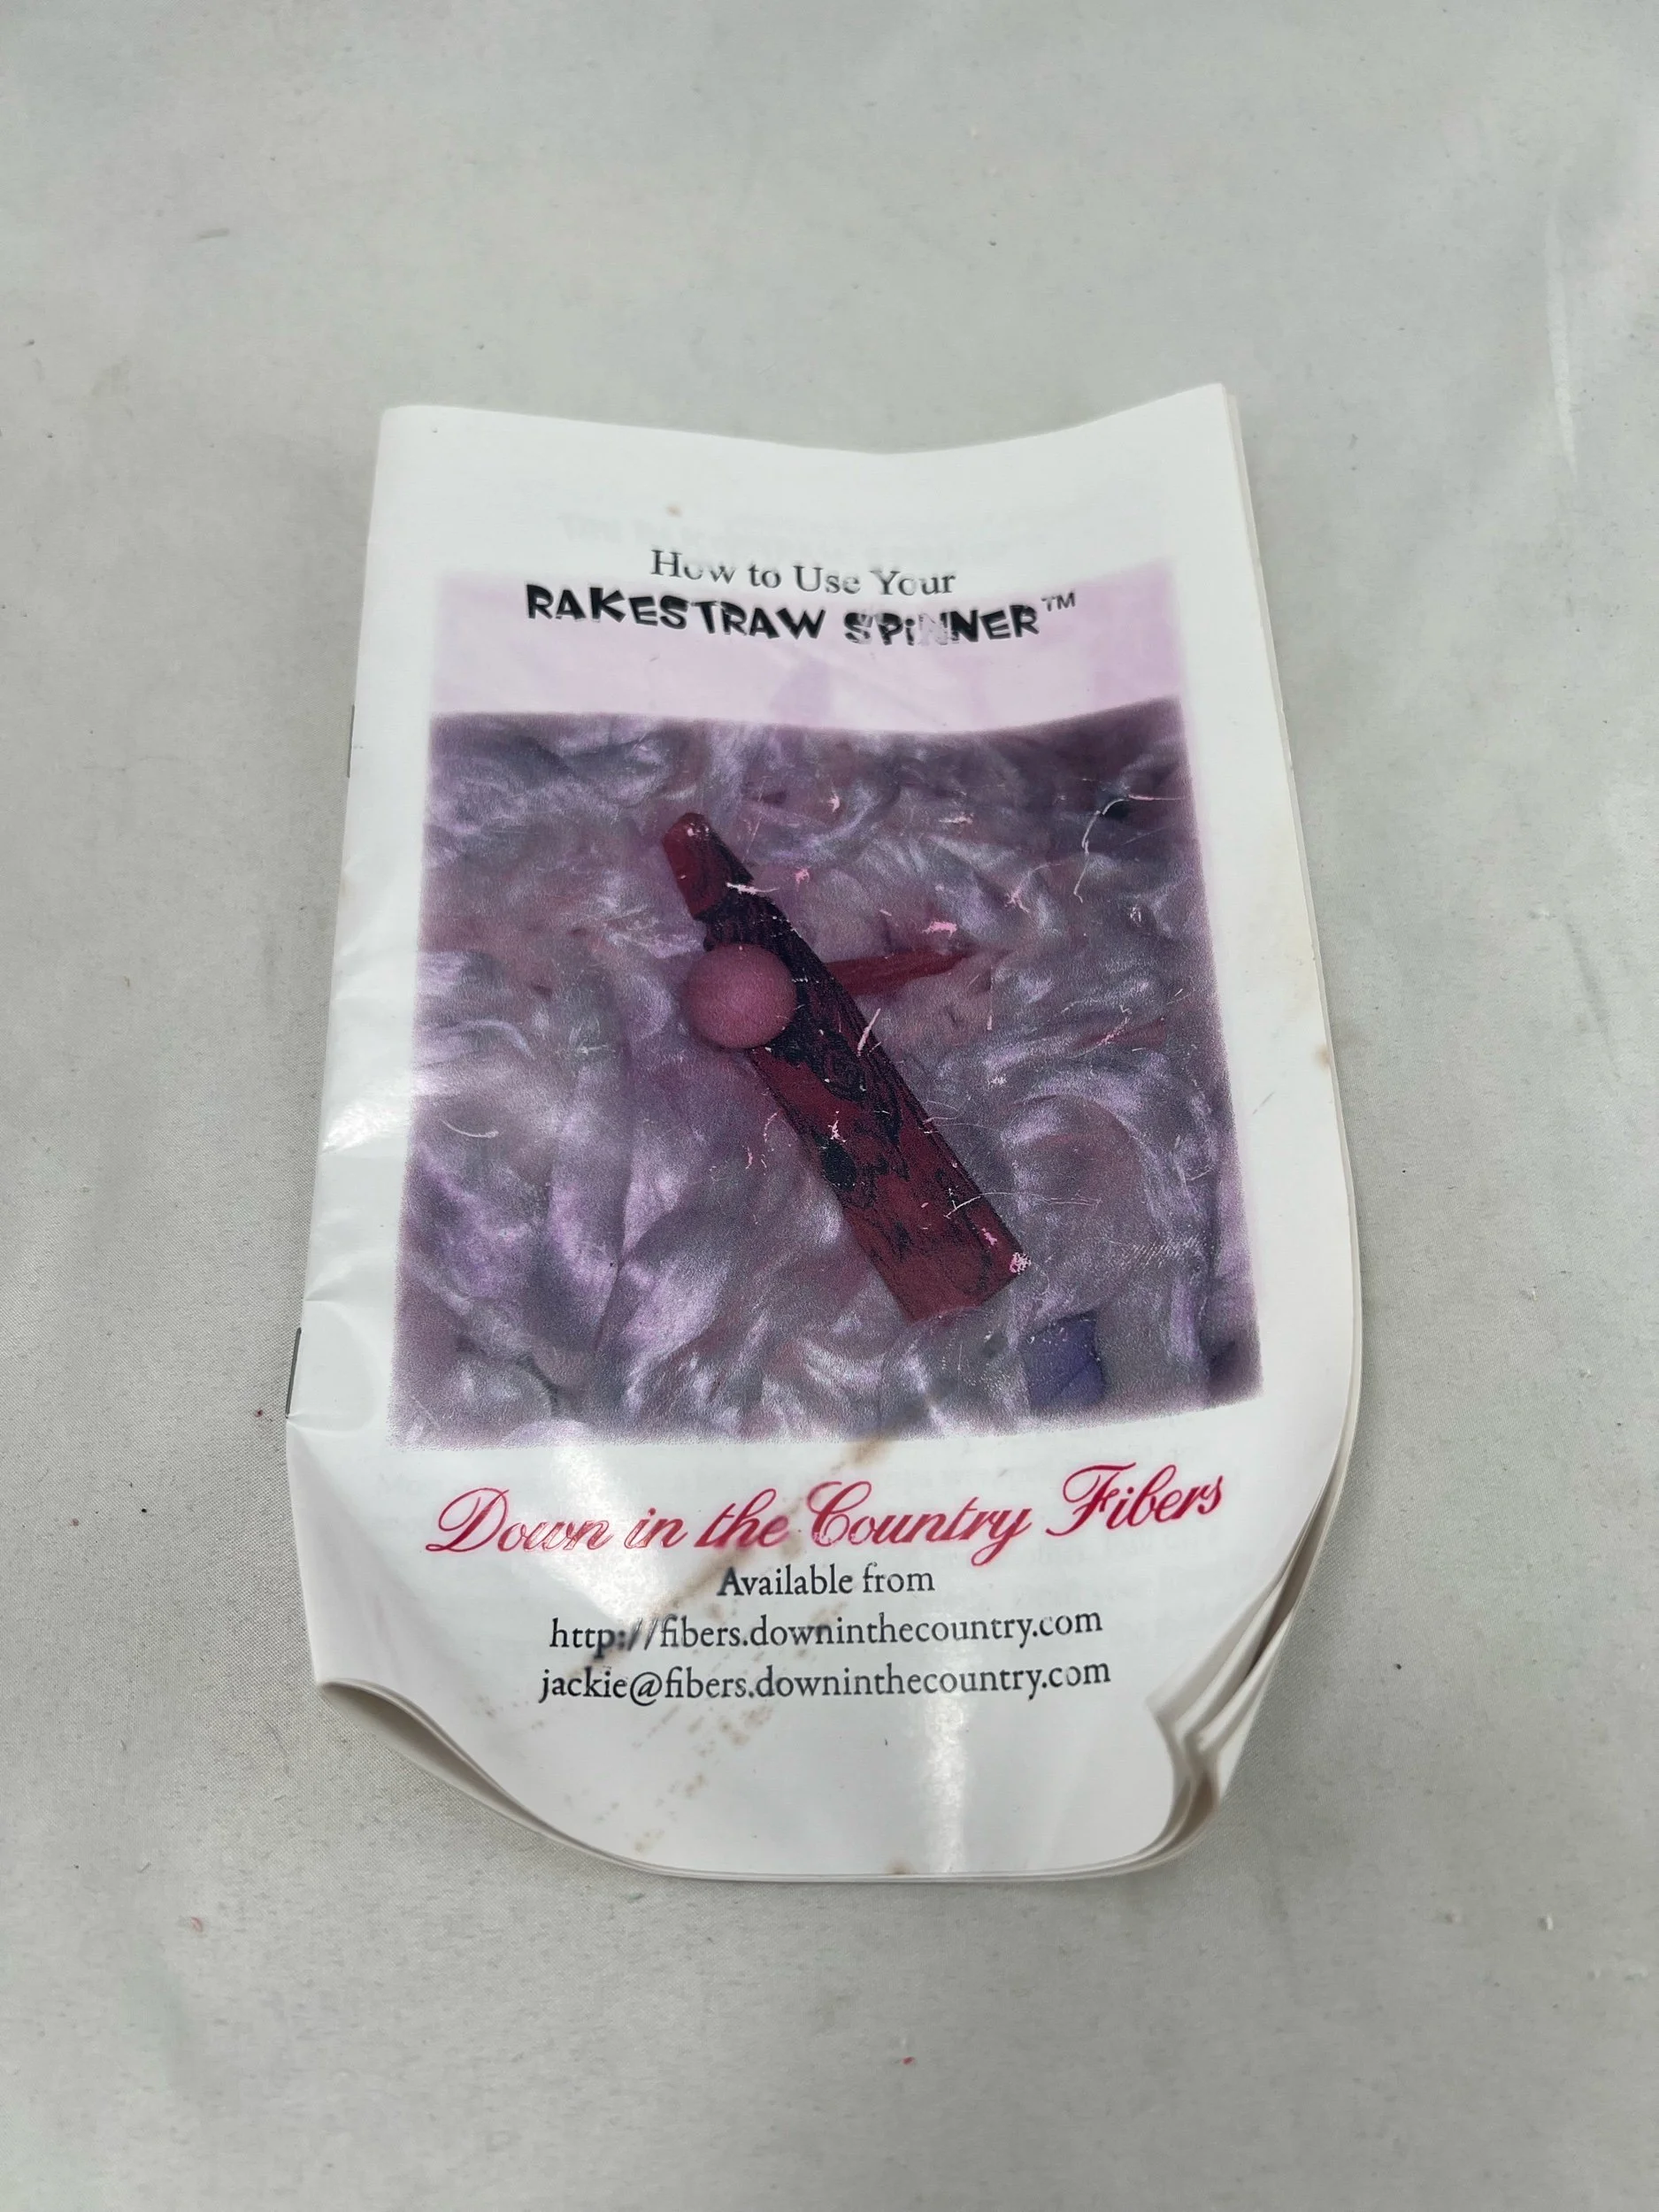 How to Use Your
RAKESTRAW SPiNNER™
Down in the Country Fibers
Available from
http://fibers.downinthecountry.com
jackie@fibers.downinthecountry.com